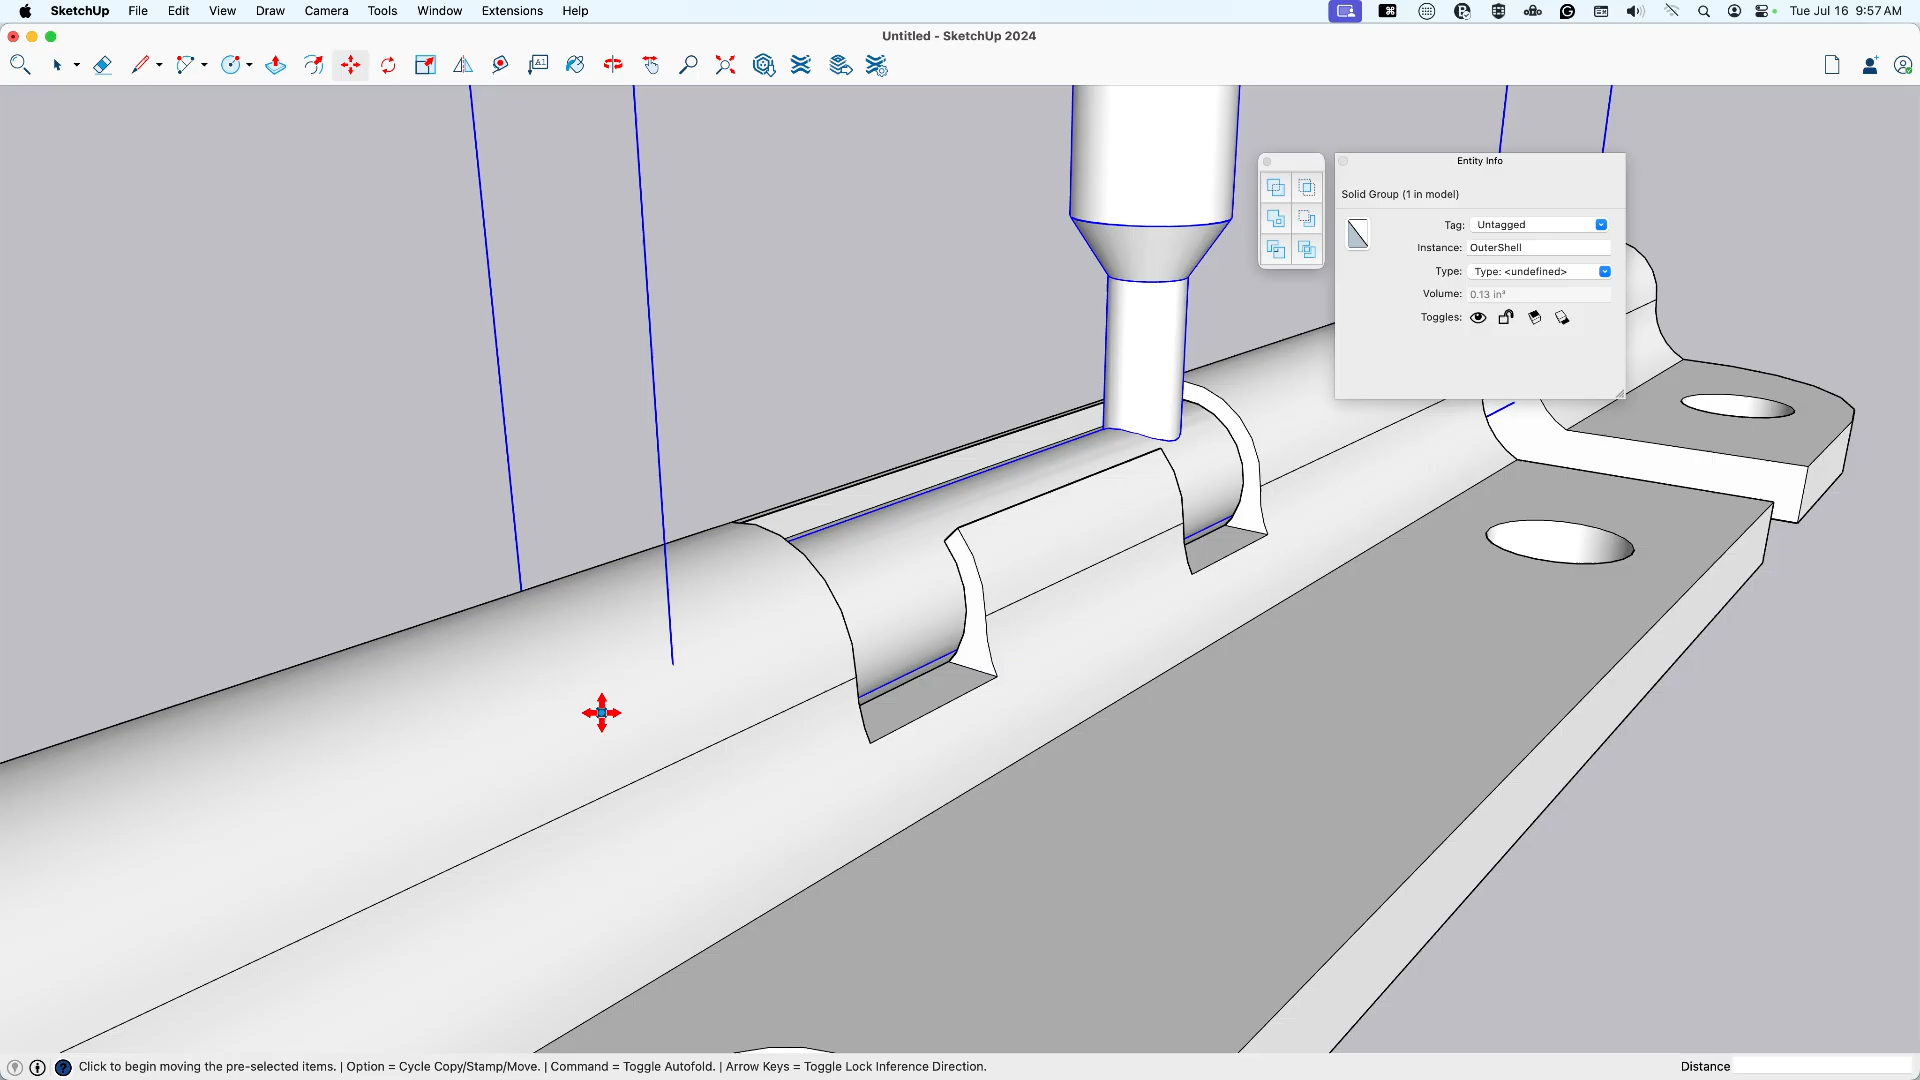 SketchUp File Edit View Draw Camera Tools Window Extensions Help Tue Jul 16 9:57 AM
Untitled - SketchUp 2024
A1
Entity Info
Solid Group (1 in model)
Tag: Untagged
Instance: OuterShell
Type: Type: <undefined>
Volume: 0.13 in³
Toggles:
Click to begin moving the pre-selected items. | Option = Cycle Copy/Stamp/Move. | Command = Toggle Autofold. | Arrow Keys = Toggle Lock Inference Direction. Distance